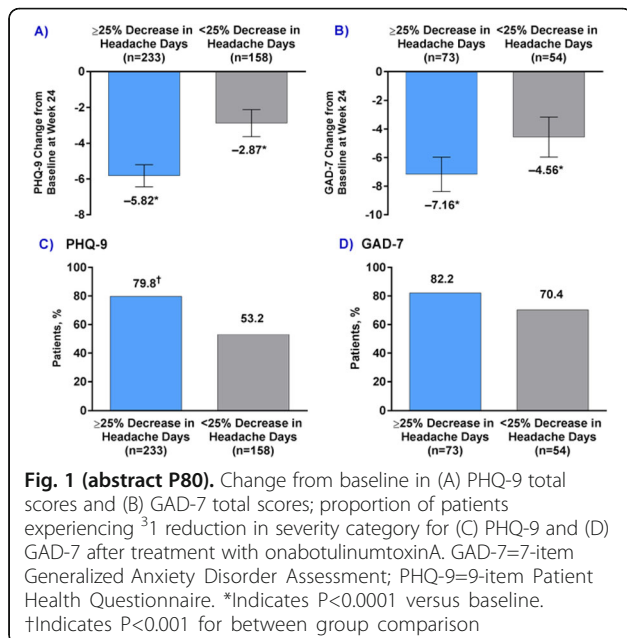 A)
≥25% Decrease in
Headache Days
(n=233)
<25% Decrease in
Headache Days
(n=158)
PHQ-9 Change from
Baseline at Week 24
0
-2
-4
-6
-8
–5.82*
–2.87*
B)
≥25% Decrease in
Headache Days
(n=73)
<25% Decrease in
Headache Days
(n=54)
GAD-7 Change from
Baseline at Week 24
0
-2
-4
-6
-8
-10
–7.16*
–4.56*
C) PHQ-9
Patients, %
100
80
60
40
20
0
79.8†
53.2
≥25% Decrease in
Headache Days
(n=233)
<25% Decrease in
Headache Days
(n=158)
D) GAD-7
Patients, %
100
80
60
40
20
0
82.2
70.4
≥25% Decrease in
Headache Days
(n=73)
<25% Decrease in
Headache Days
(n=54)
Fig. 1 (abstract P80). Change from baseline in (A) PHQ-9 total
scores and (B) GAD-7 total scores; proportion of patients
experiencing ³1 reduction in severity category for (C) PHQ-9 and (D)
GAD-7 after treatment with onabotulinumtoxinA. GAD-7=7-item
Generalized Anxiety Disorder Assessment; PHQ-9=9-item Patient
Health Questionnaire. *Indicates P<0.0001 versus baseline.
†Indicates P<0.001 for between group comparison